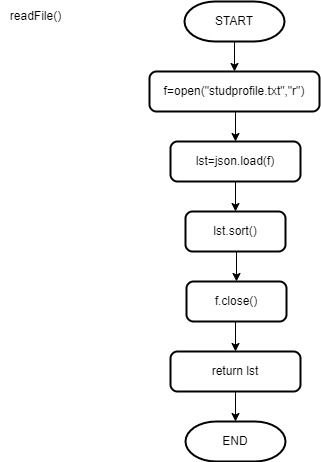 readFile()
START
f=open("studprofile.txt","r")
lst=json.load(f)
lst.sort()
f.close()
return lst
END